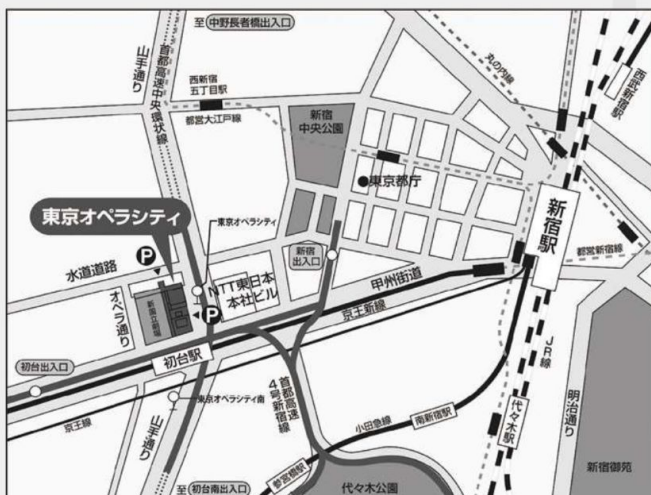 至 中野長者橋出入口
山手通り
首都高速中央環状線
西新宿
五丁目駅
都営大江戸線
新宿
中央公園
丸の内線
西武新宿駅
東京都庁
東京オペラシティ
P
東京オペラシティ
新宿
出入口
新宿駅
都営新宿線
水道道路
オペラ通り
新国立劇場
NTT東日本
本社ビル
P
甲州街道
京王新線
初台駅
初台出入口
首都高速
4号新宿線
JR線
明治通り
代々木駅
京王線
山手通り
東京オペラシティ南
小田急線
南新宿駅
参宮橋駅
新宿御苑
至 初台南出入口
代々木公園